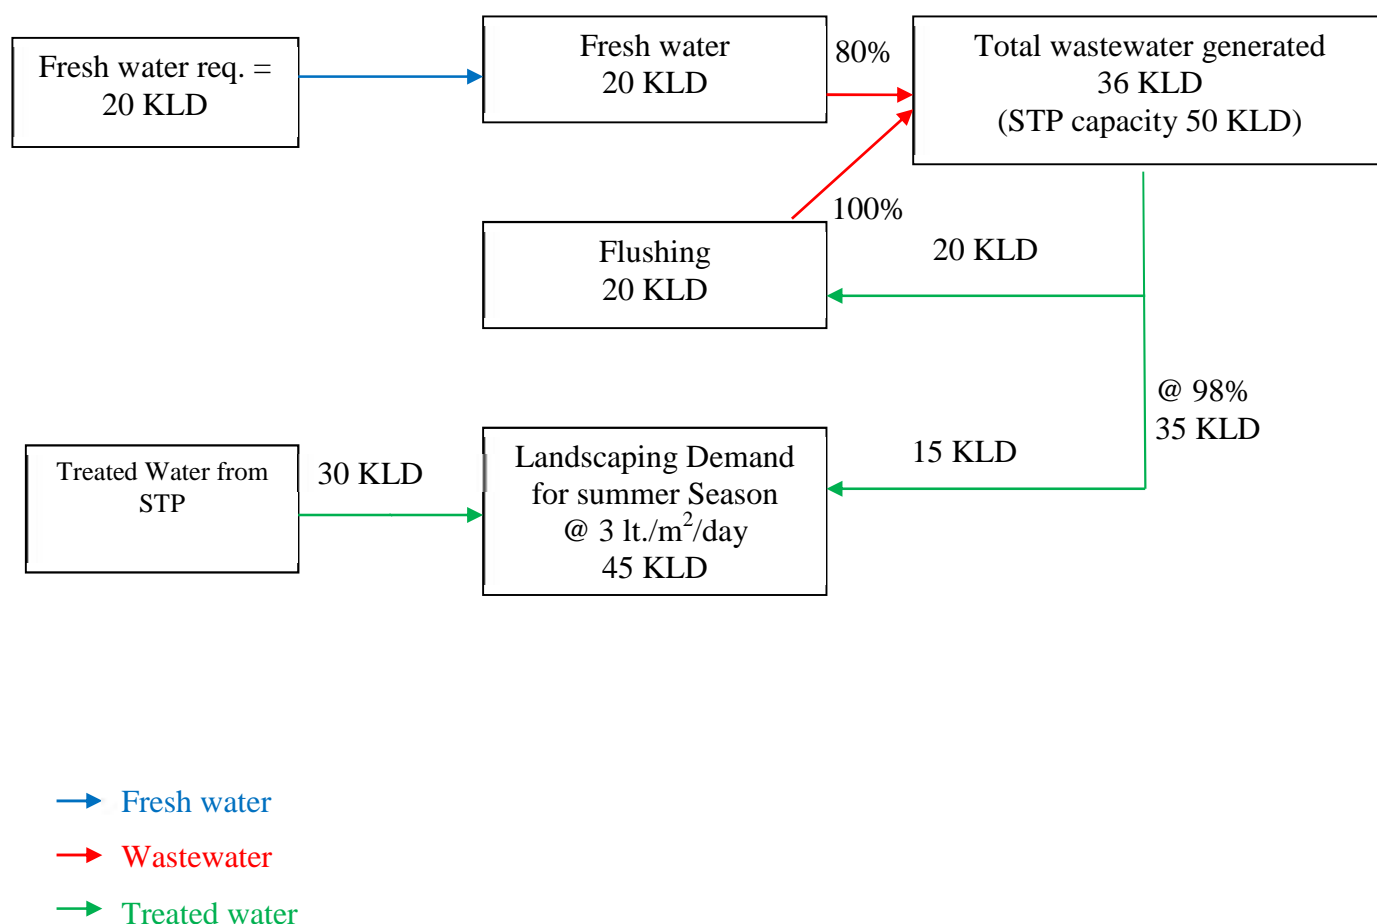 Fresh water req. =
20 KLD
Fresh water
20 KLD
80%
Total wastewater generated
36 KLD
(STP capacity 50 KLD)
100%
Flushing
20 KLD
20 KLD
@ 98%
35 KLD
Treated Water from
STP
30 KLD
Landscaping Demand
for summer Season
@ 3 lt./m²/day
45 KLD
15 KLD
Fresh water
Wastewater
Treated water